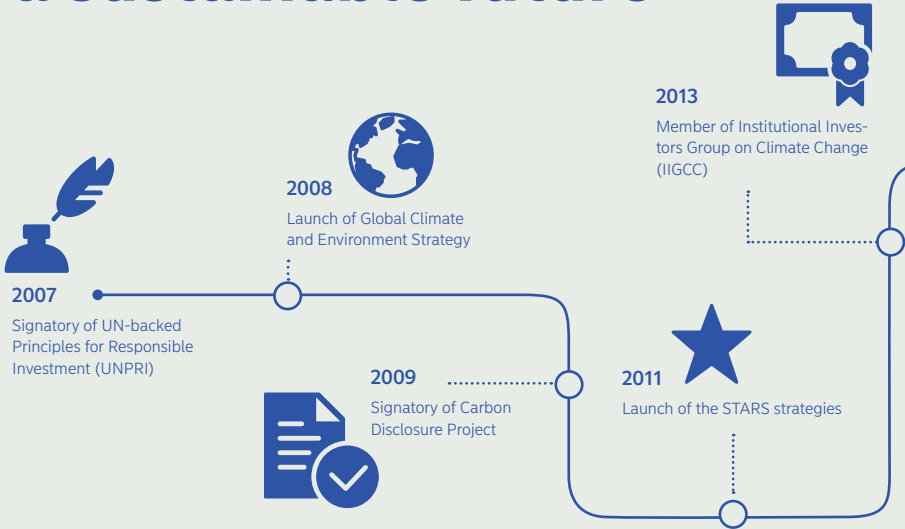 a sustainable future
2007
Signatory of UN-backed
Principles for Responsible
Investment (UNPRI)
2008
Launch of Global Climate
and Environment Strategy
2009
Signatory of Carbon
Disclosure Project
2011
Launch of the STARS strategies
2013
Member of Institutional Inves-
tors Group on Climate Change
(IIGCC)